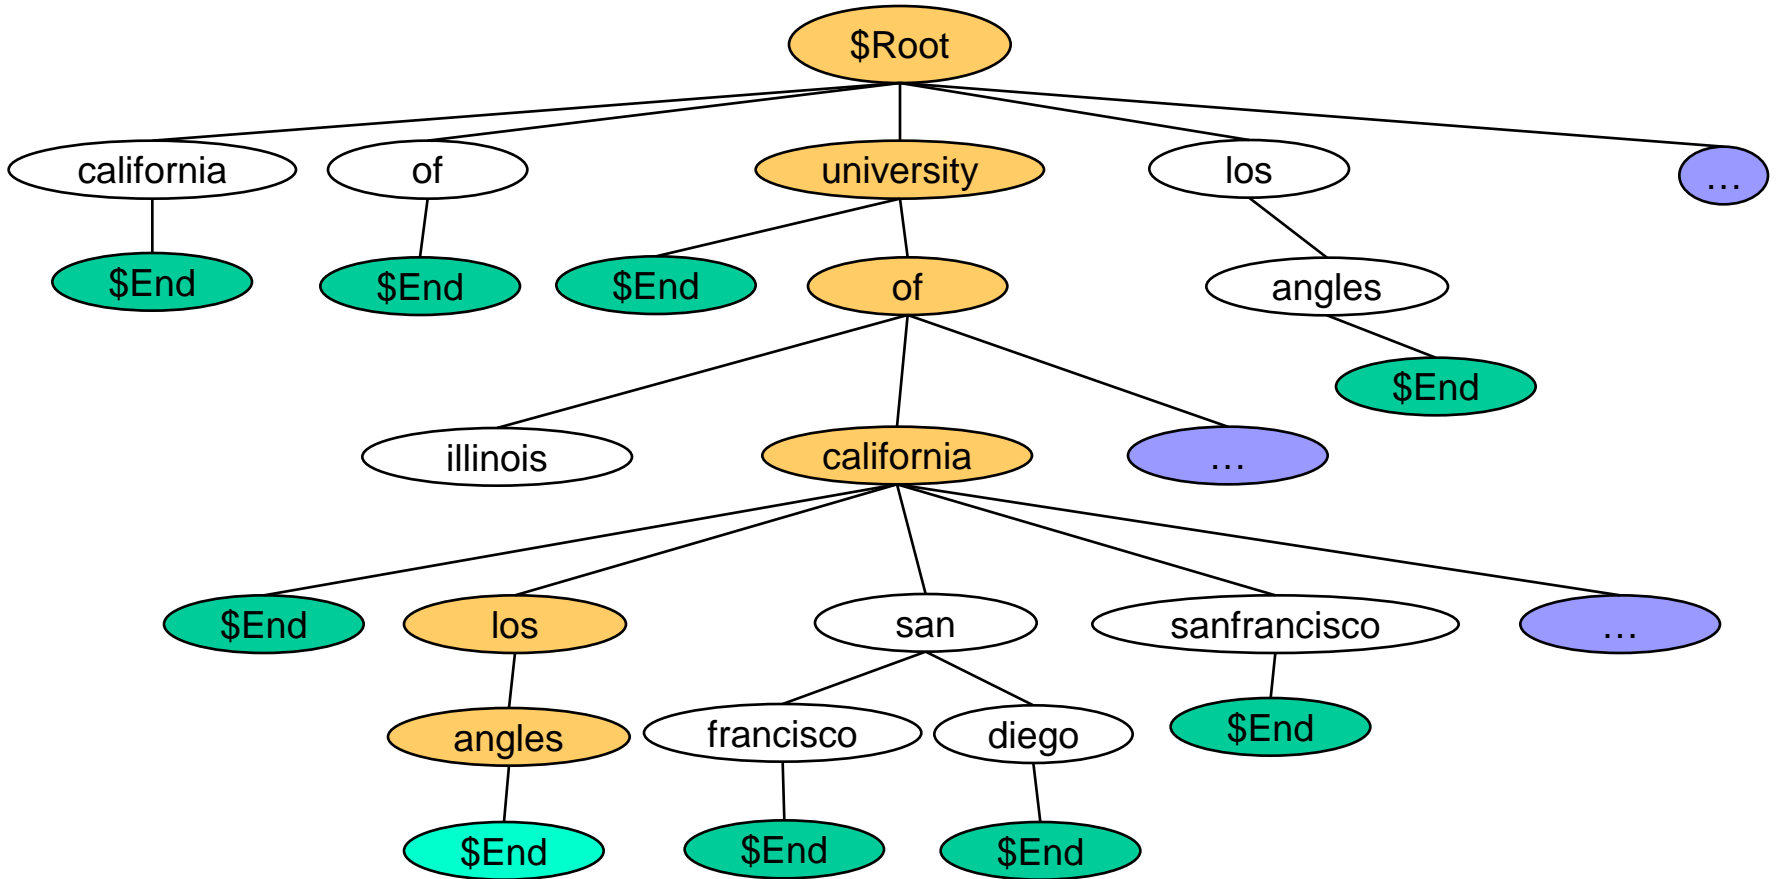 $Root
california
of
university
los
…
$End
$End
$End
of
angles
$End
illinois
california
…
$End
los
san
sanfrancisco
…
angles
francisco
diego
$End
$End
$End
$End